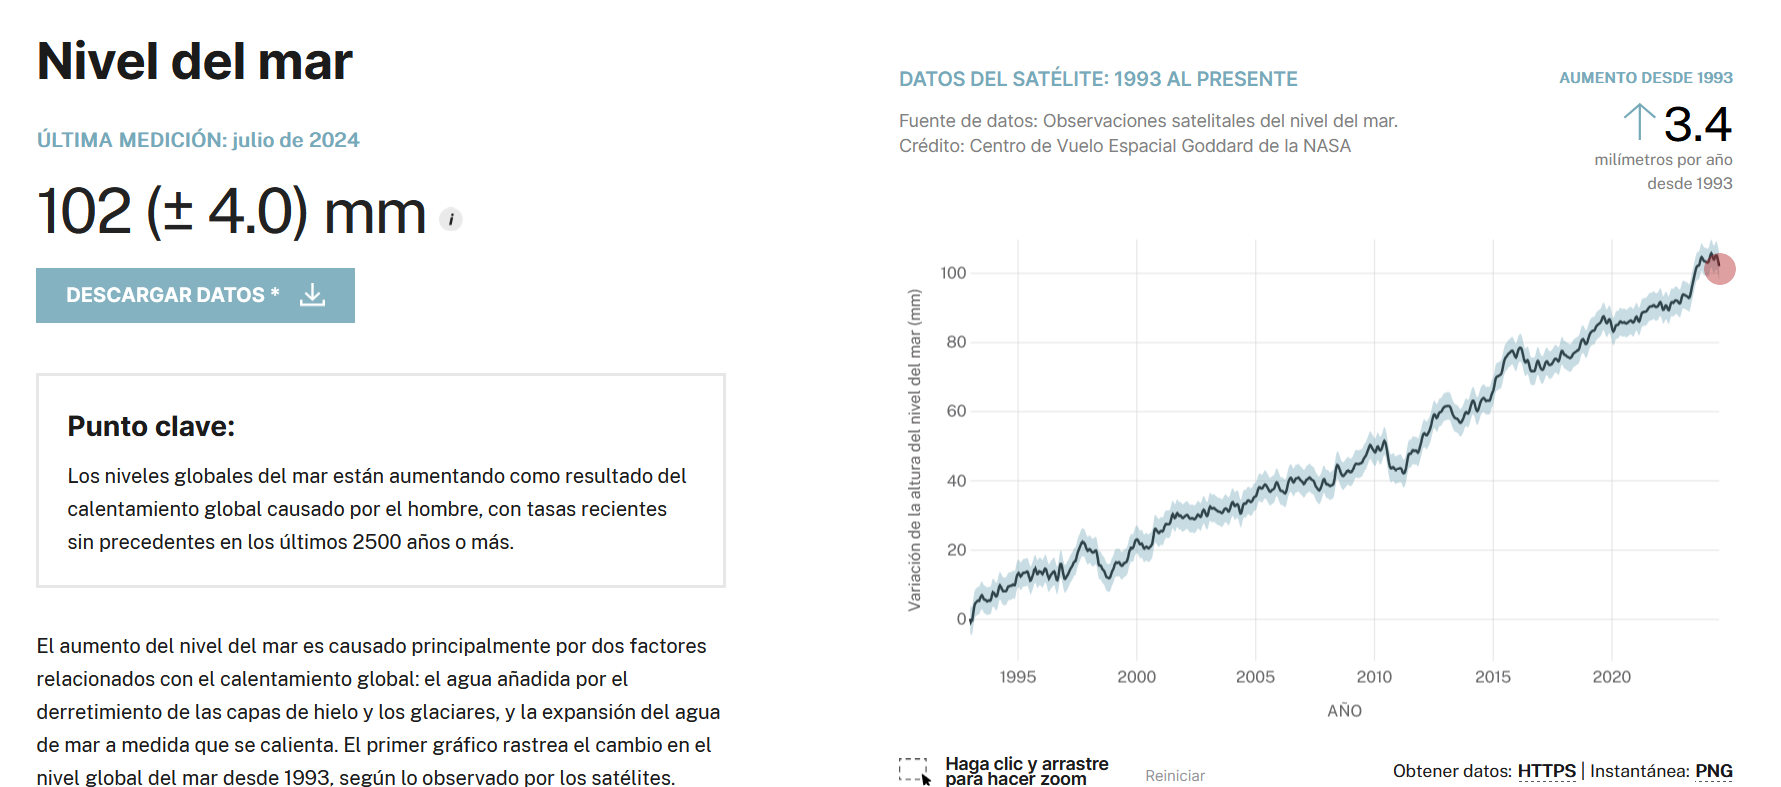 Nivel del mar
ÚLTIMA MEDICIÓN: julio de 2024
102 (± 4.0) mm i
DESCARGAR DATOS *
Punto clave:
Los niveles globales del mar están aumentando como resultado del
calentamiento global causado por el hombre, con tasas recientes
sin precedentes en los últimos 2500 años o más.
El aumento del nivel del mar es causado principalmente por dos factores
relacionados con el calentamiento global: el agua añadida por el
derretimiento de las capas de hielo y los glaciares, y la expansión del agua
de mar a medida que se calienta. El primer gráfico rastrea el cambio en el
nivel global del mar desde 1993, según lo observado por los satélites.
DATOS DEL SATÉLITE: 1993 AL PRESENTE
Fuente de datos: Observaciones satelitales del nivel del mar.
Crédito: Centro de Vuelo Espacial Goddard de la NASA
AUMENTO DESDE 1993
3.4
milímetros por año
desde 1993
Variación de la altura del nivel del mar (mm)
100
80
60
40
20
0
1995 2000 2005 2010 2015 2020
AÑO
Haga clic y arrastre
para hacer zoom
Reiniciar
Obtener datos: HTTPS | Instantánea: PNG